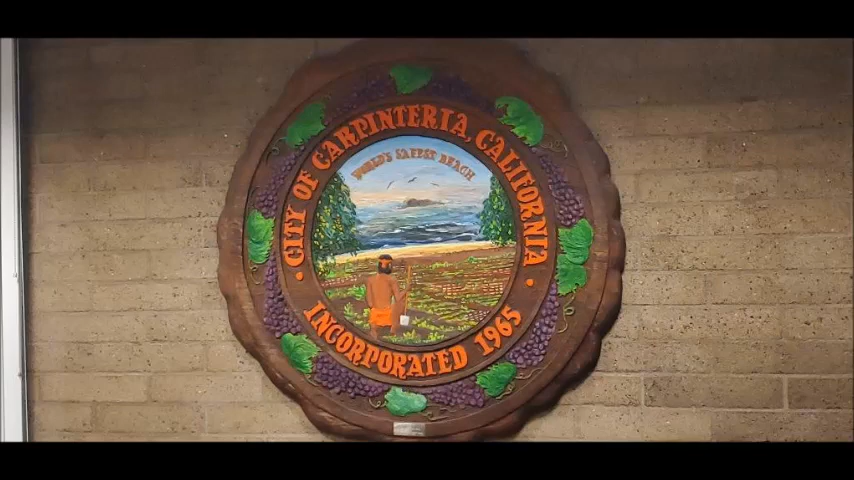 CITY OF CARPINTERIA, CALIFORNIA
WORLD'S SAFEST BEACH
INCORPORATED 1965